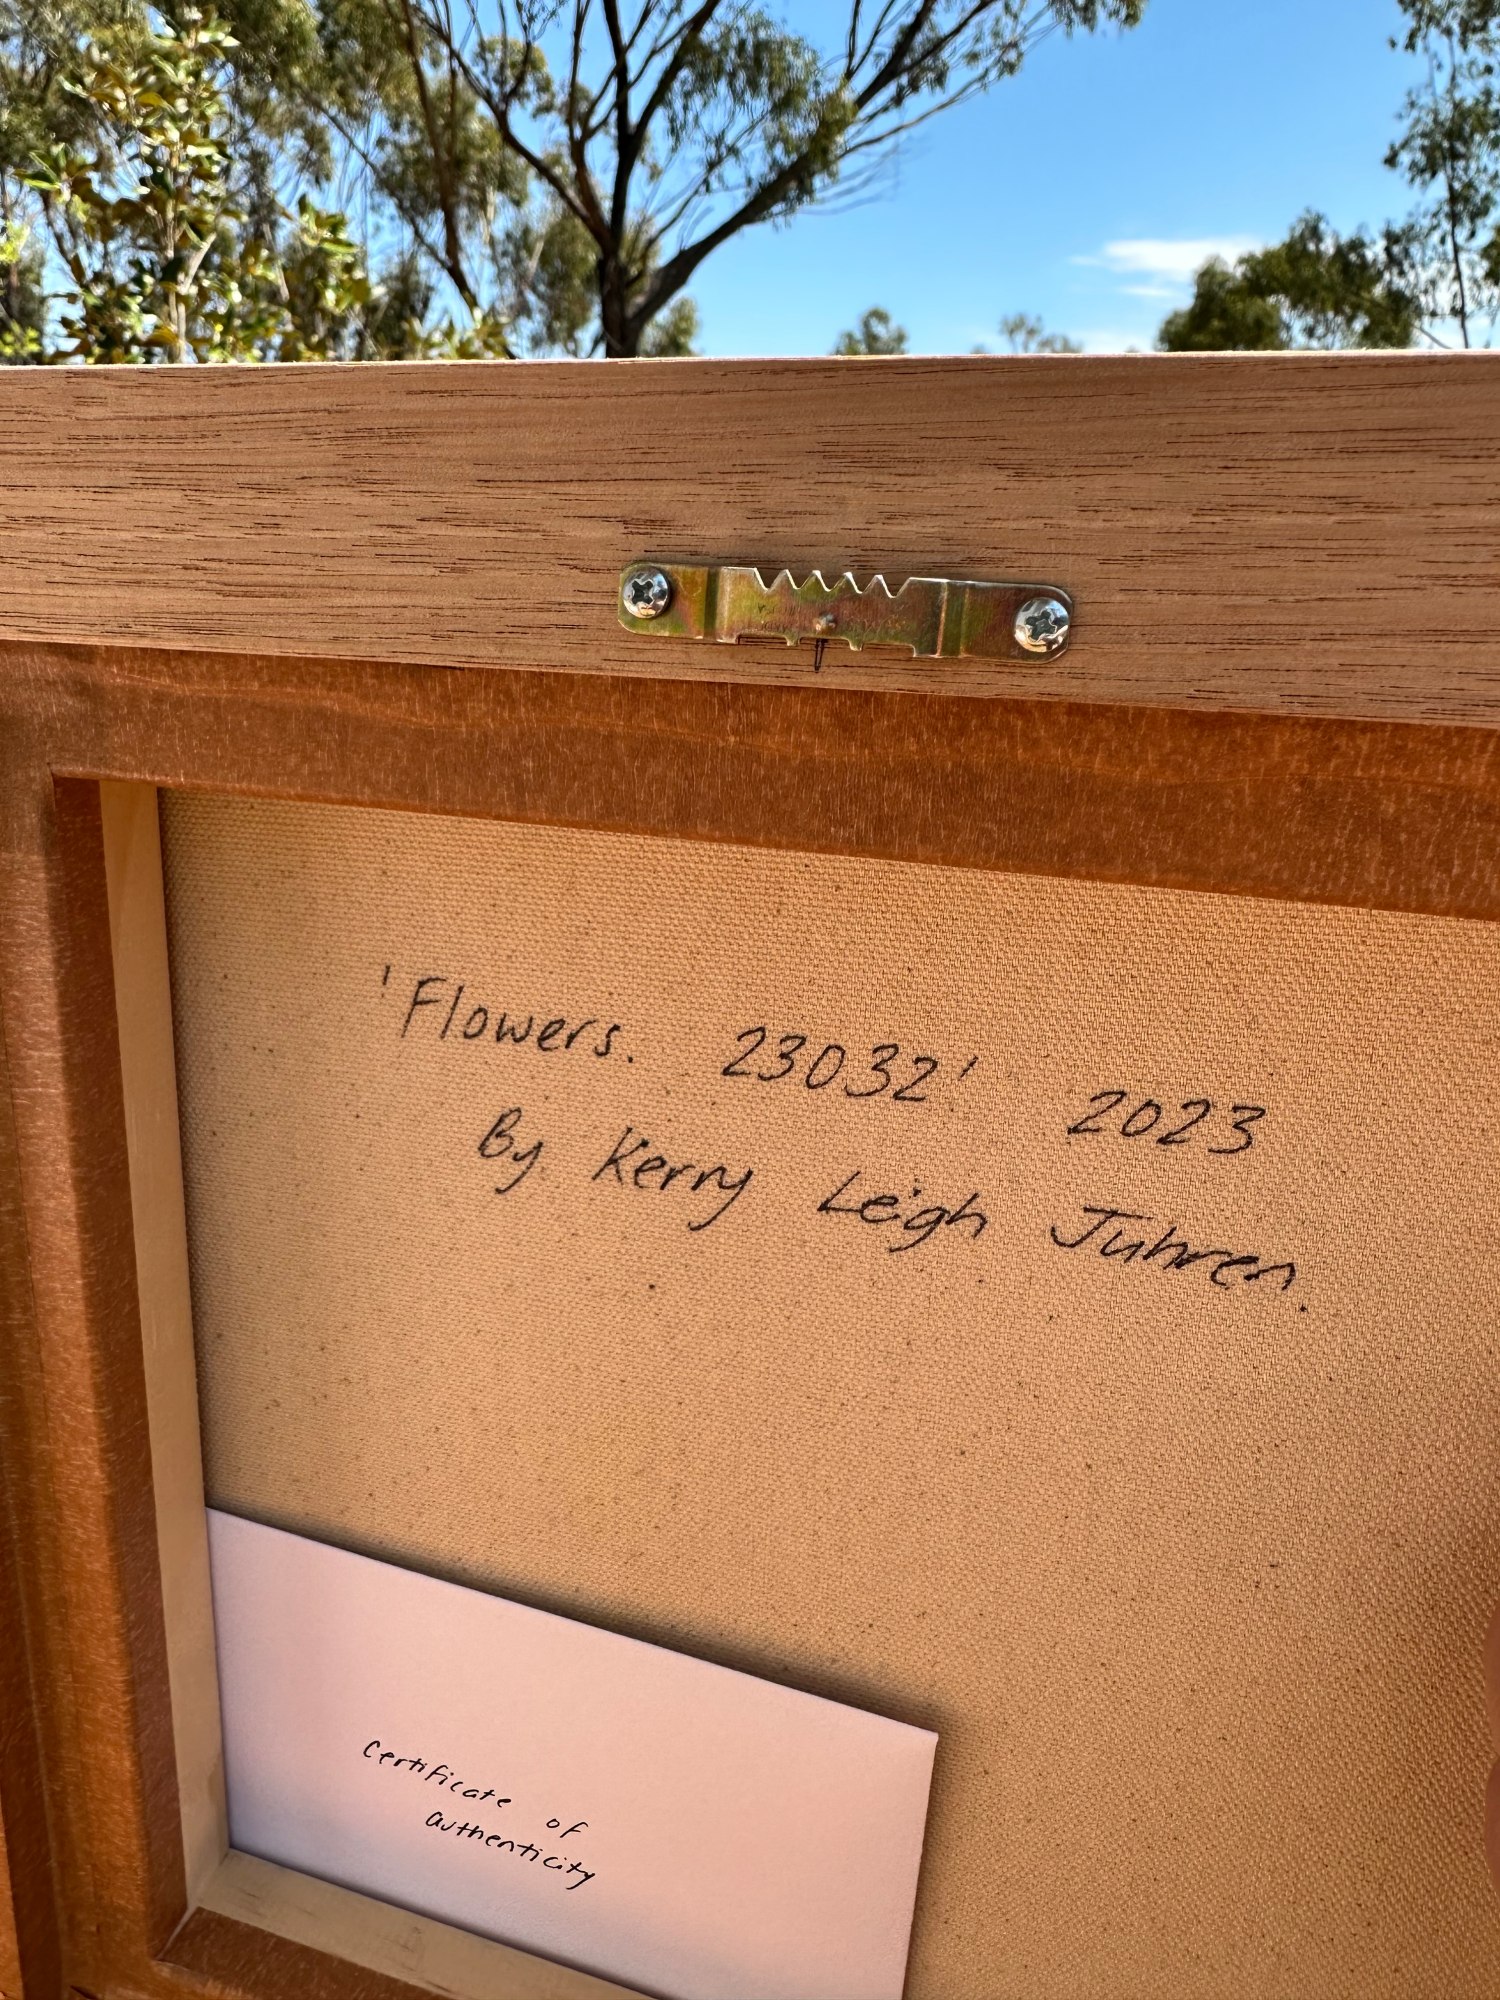 'Flowers. 23032' 2023
By Kerry Leigh Juhren.
Certificate of
authenticity